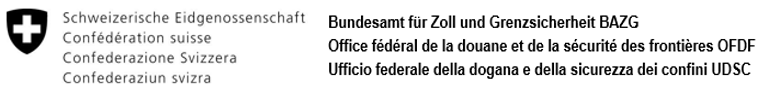 Schweizerische Eidgenossenschaft
Confédération suisse
Confederazione Svizzera
Confederaziun svizra
Bundesamt für Zoll und Grenzsicherheit BAZG
Office fédéral de la douane et de la sécurité des frontières OFDF
Ufficio federale della dogana e della sicurezza dei confini UDSC